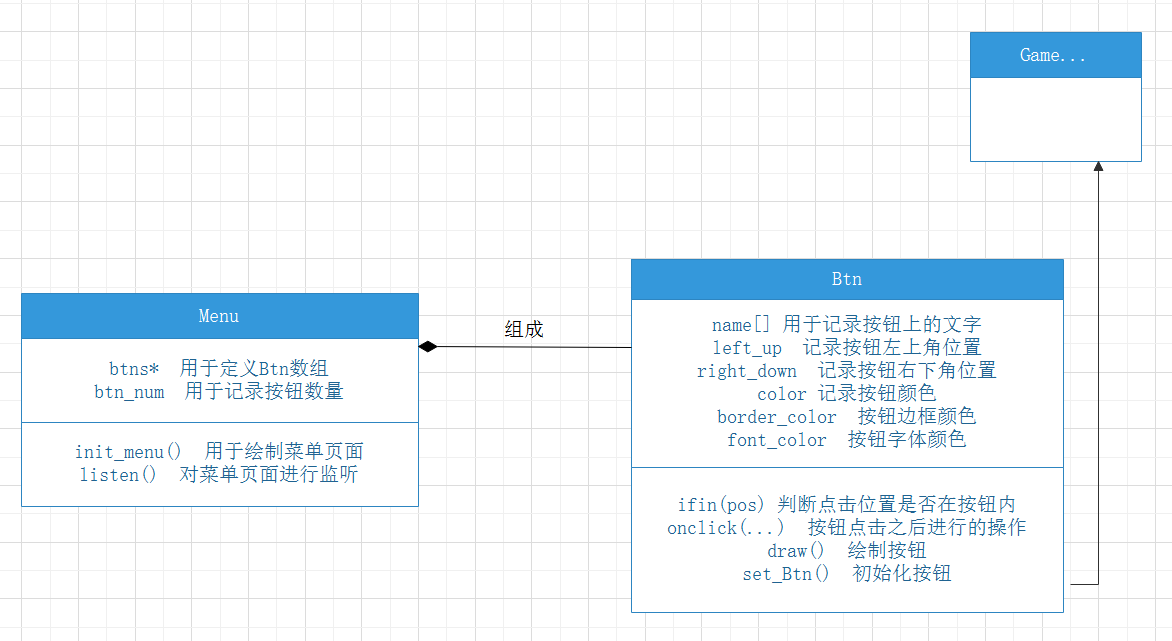 Game...
Menu
btns* 用于定义Btn数组
btn_num 用于记录按钮数量
init_menu() 用于绘制菜单页面
listen() 对菜单页面进行监听
组成
Btn
name[] 用于记录按钮上的文字
left_up 记录按钮左上角位置
right_down 记录按钮右下角位置
color 记录按钮颜色
border_color 按钮边框颜色
font_color 按钮字体颜色
ifin(pos) 判断点击位置是否在按钮内
onclick(...) 按钮点击之后进行的操作
draw() 绘制按钮
set_Btn() 初始化按钮